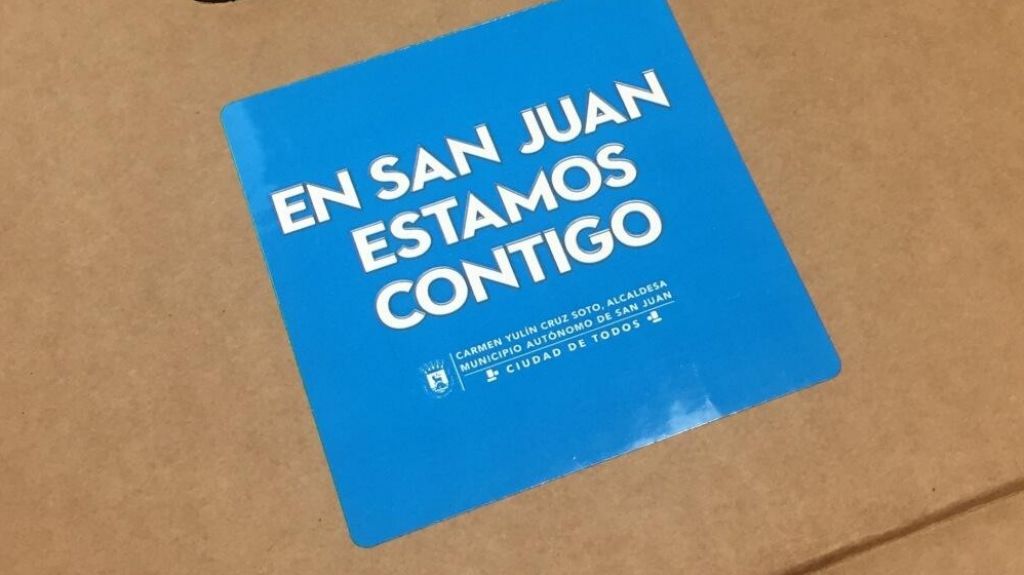 EN SAN JUAN
ESTAMOS
CONTIGO
CARMEN YULÍN CRUZ SOTO, ALCALDESA
MUNICIPIO AUTÓNOMO DE SAN JUAN
CIUDAD DE TODOS